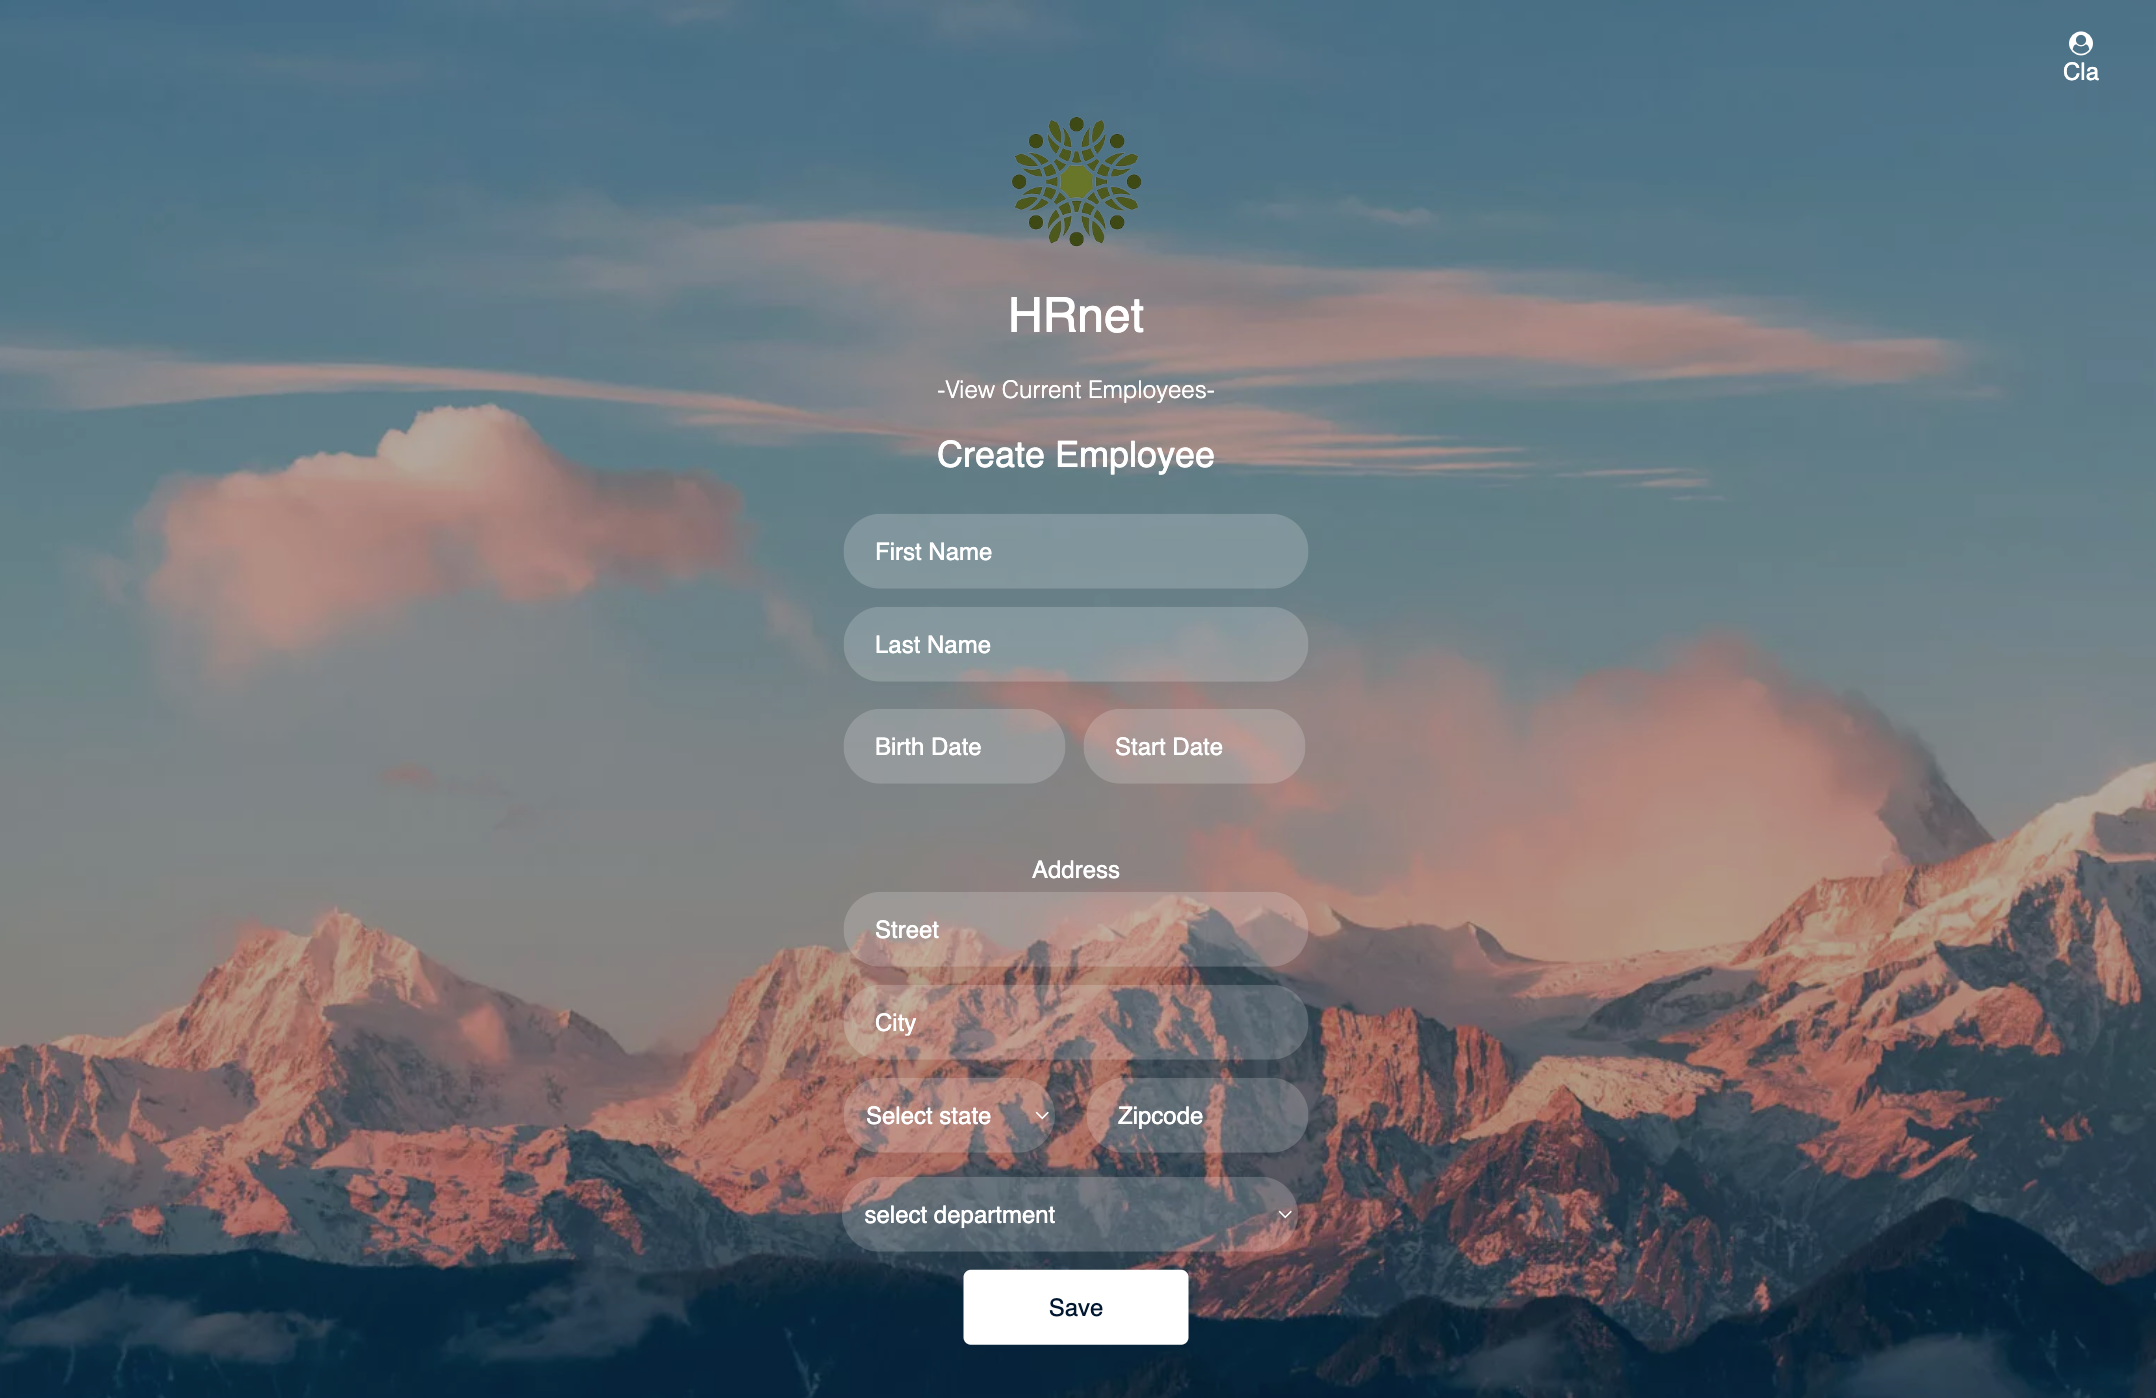 Cla
HRnet
-View Current Employees-
Create Employee
First Name
Last Name
Birth Date
Start Date
Address
Street
City
Select state
Zipcode
select department
Save